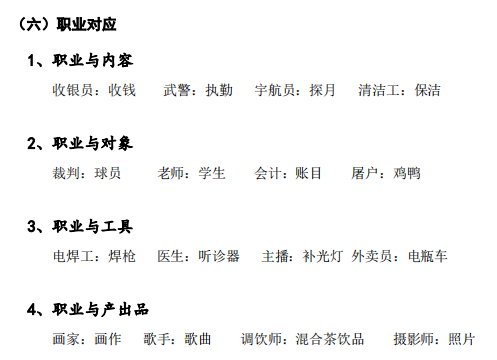 （六）职业对应
1、职业与内容
收银员：收钱 武警：执勤 宇航员：探月 清洁工：保洁
2、职业与对象
裁判：球员 老师：学生 会计：账目 屠户：鸡鸭
3、职业与工具
电焊工：焊枪 医生：听诊器 主播：补光灯 外卖员：电瓶车
4、职业与产出品
画家：画作 歌手：歌曲 调饮师：混合茶饮品 摄影师：照片